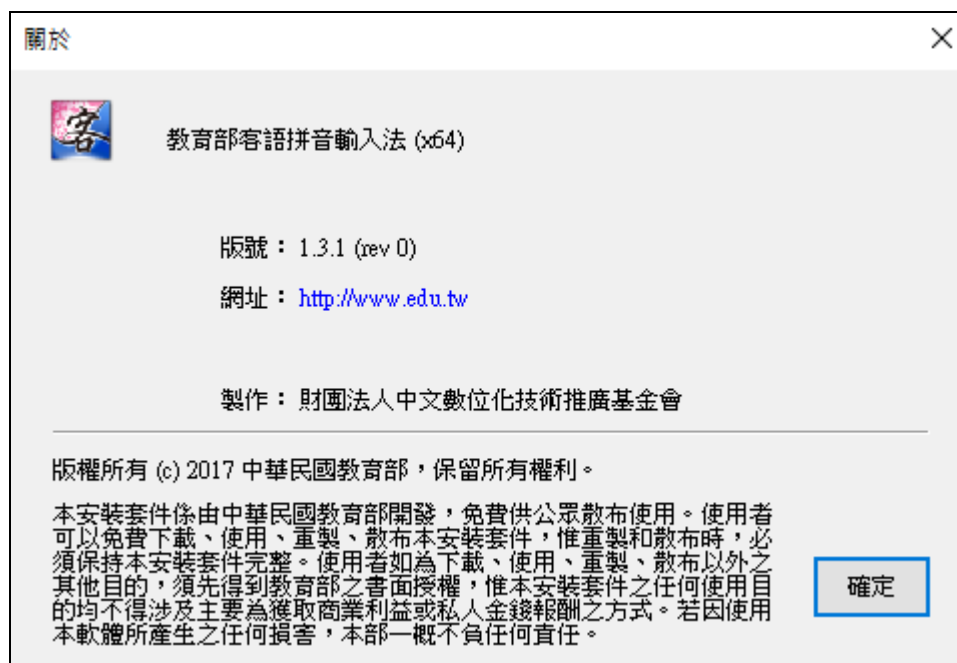 關於
客
教育部客語拼音輸入法 (x64)
版號： 1.3.1 (rev 0)
網址： http://www.edu.tw
製作： 財團法人中文數位化技術推廣基金會
版權所有 (c) 2017 中華民國教育部，保留所有權利。
本安裝套件係由中華民國教育部開發，免費供公眾散布使用。使用者
可以免費下載、使用、重製、散布本安裝套件，惟重製和散布時，必
須保持本安裝套件完整。使用者如為下載、使用、重製、散布以外之
其他目的，須先得到教育部之書面授權，惟本安裝套件之任何使用目
的均不得涉及主要為獲取商業利益或私人金錢報酬之方式。若因使用
本軟體所產生之任何損害，本部一概不負任何責任。
確定